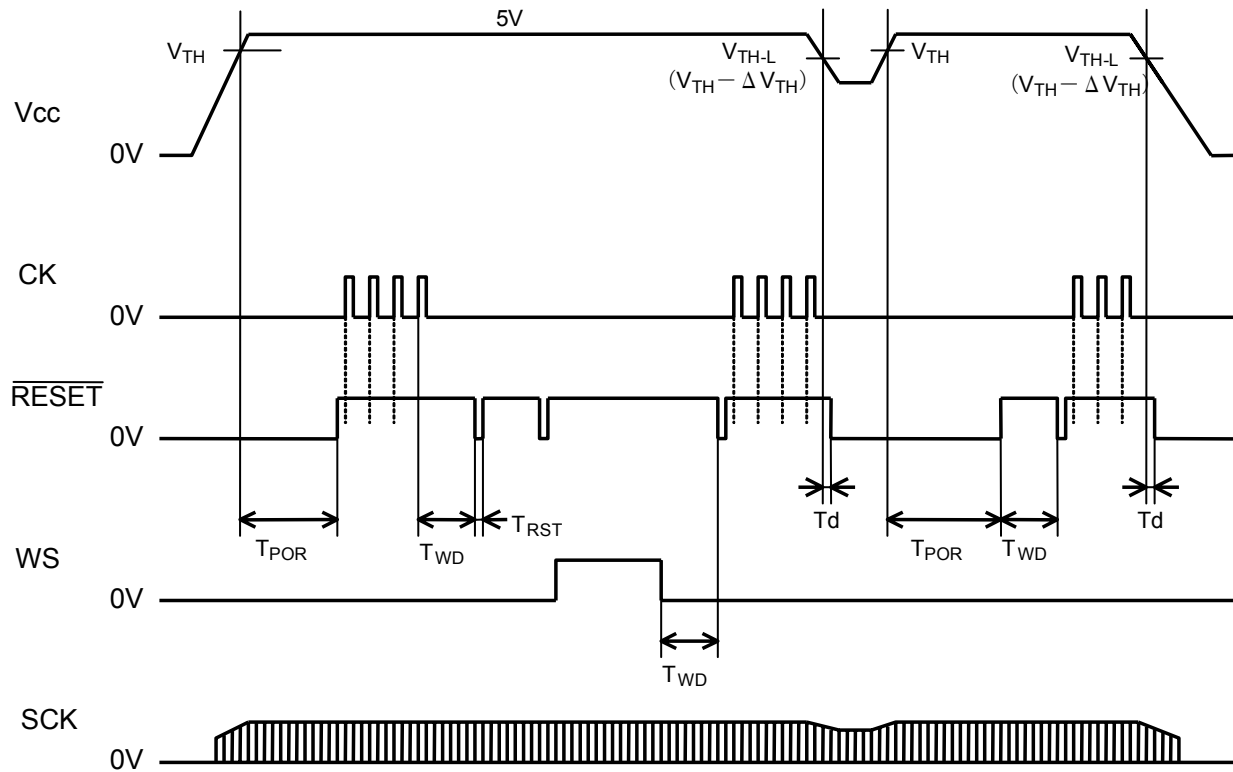 5V
VTH
VTH-L
VTH
VTH-L
(VTH－ΔVTH)
(VTH－ΔVTH)
Vcc
0V
CK
0V
RESET
0V
Td
Td
TRST
TPOR
TWD
TPOR
TWD
WS
0V
TWD
SCK
0V